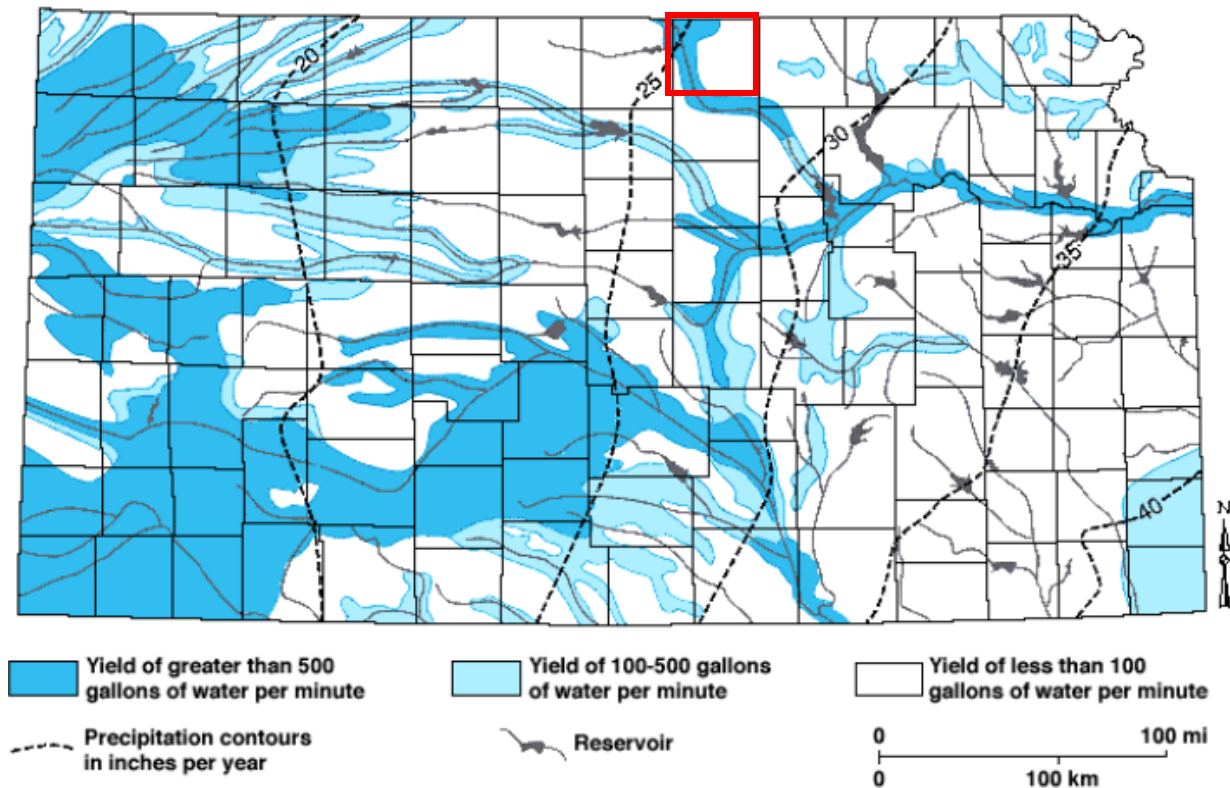 20
25
30
35
40
N
Yield of greater than 500
gallons of water per minute
Yield of 100-500 gallons
of water per minute
Yield of less than 100
gallons of water per minute
Precipitation contours
in inches per year
Reservoir
0 100 mi
0 100 km